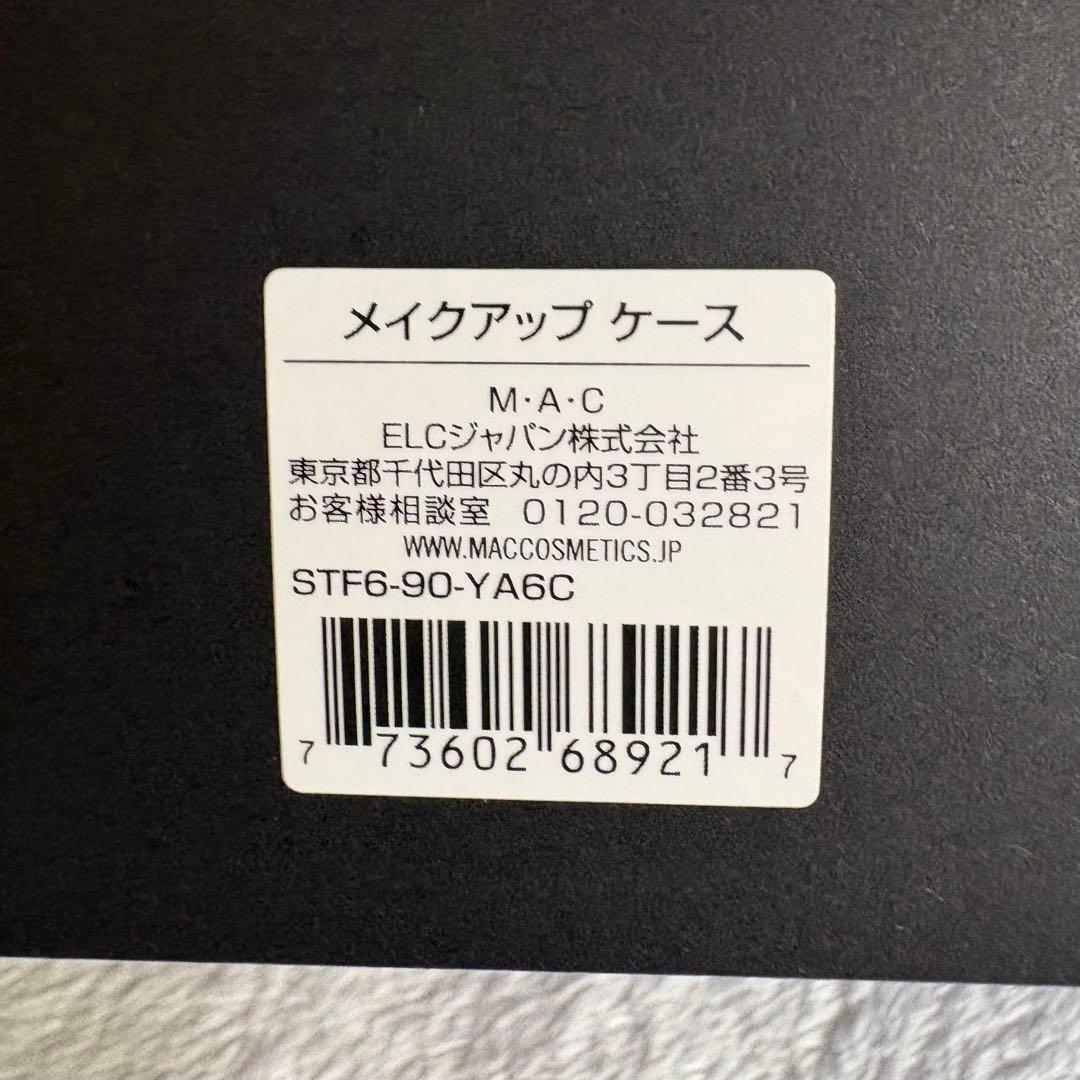 メイクアップ ケース
M・A・C
ELCジャパン株式会社
東京都千代田区丸の内3丁目2番3号
お客様相談室 0120-032821
WWW.MACCOSMETICS.JP
STF6-90-YA6C
7 73602 68921 7